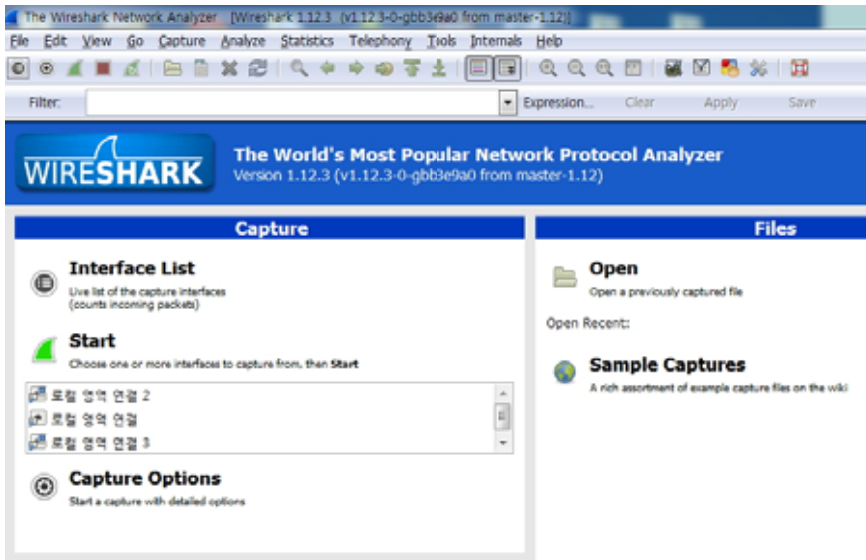 The Wireshark Network Analyzer [Wireshark 1.12.3 (v1.12.3-0-gbb3e9a0 from master-1.12)]
File Edit View Go Capture Analyze Statistics Telephony Tools Internals Help
Filter: Expression... Clear Apply Save
WIRESHARK
The World's Most Popular Network Protocol Analyzer
Version 1.12.3 (v1.12.3-0-gbb3e9a0 from master-1.12)
Capture
Interface List
Live list of the capture interfaces
(counts incoming packets)
Start
Choose one or more interfaces to capture from, then Start
로컬 영역 연결 2
로컬 영역 연결
로컬 영역 연결 3
Capture Options
Start a capture with detailed options
Files
Open
Open a previously captured file
Open Recent:
Sample Captures
A rich assortment of example capture files on the wiki